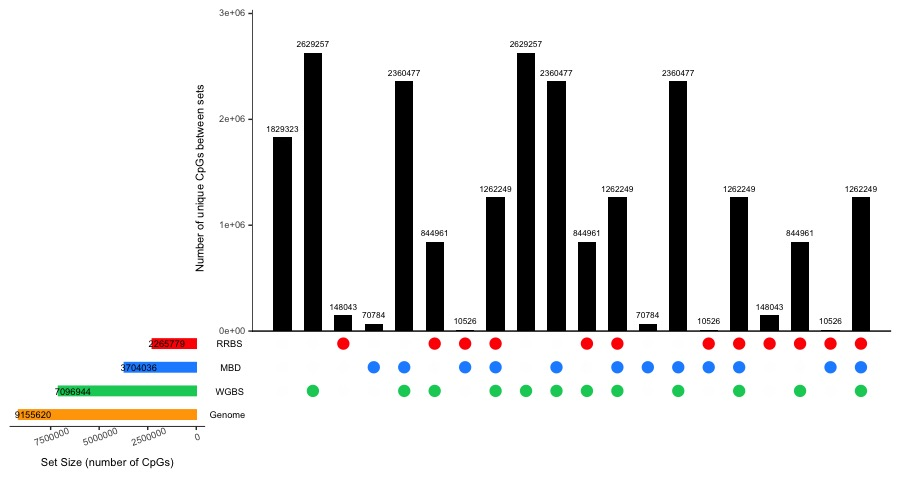 3e+06
2e+06
1e+06
0e+00
Number of unique CpGs between sets
1829323
2629257
148043
70784
2360477
844961
10526
1262249
2629257
2360477
844961
1262249
70784
2360477
10526
1262249
148043
844961
10526
1262249
2265779 RRBS
3704036 MBD
7096944 WGBS
9155620 Genome
7500000 5000000 2500000 0
Set Size (number of CpGs)